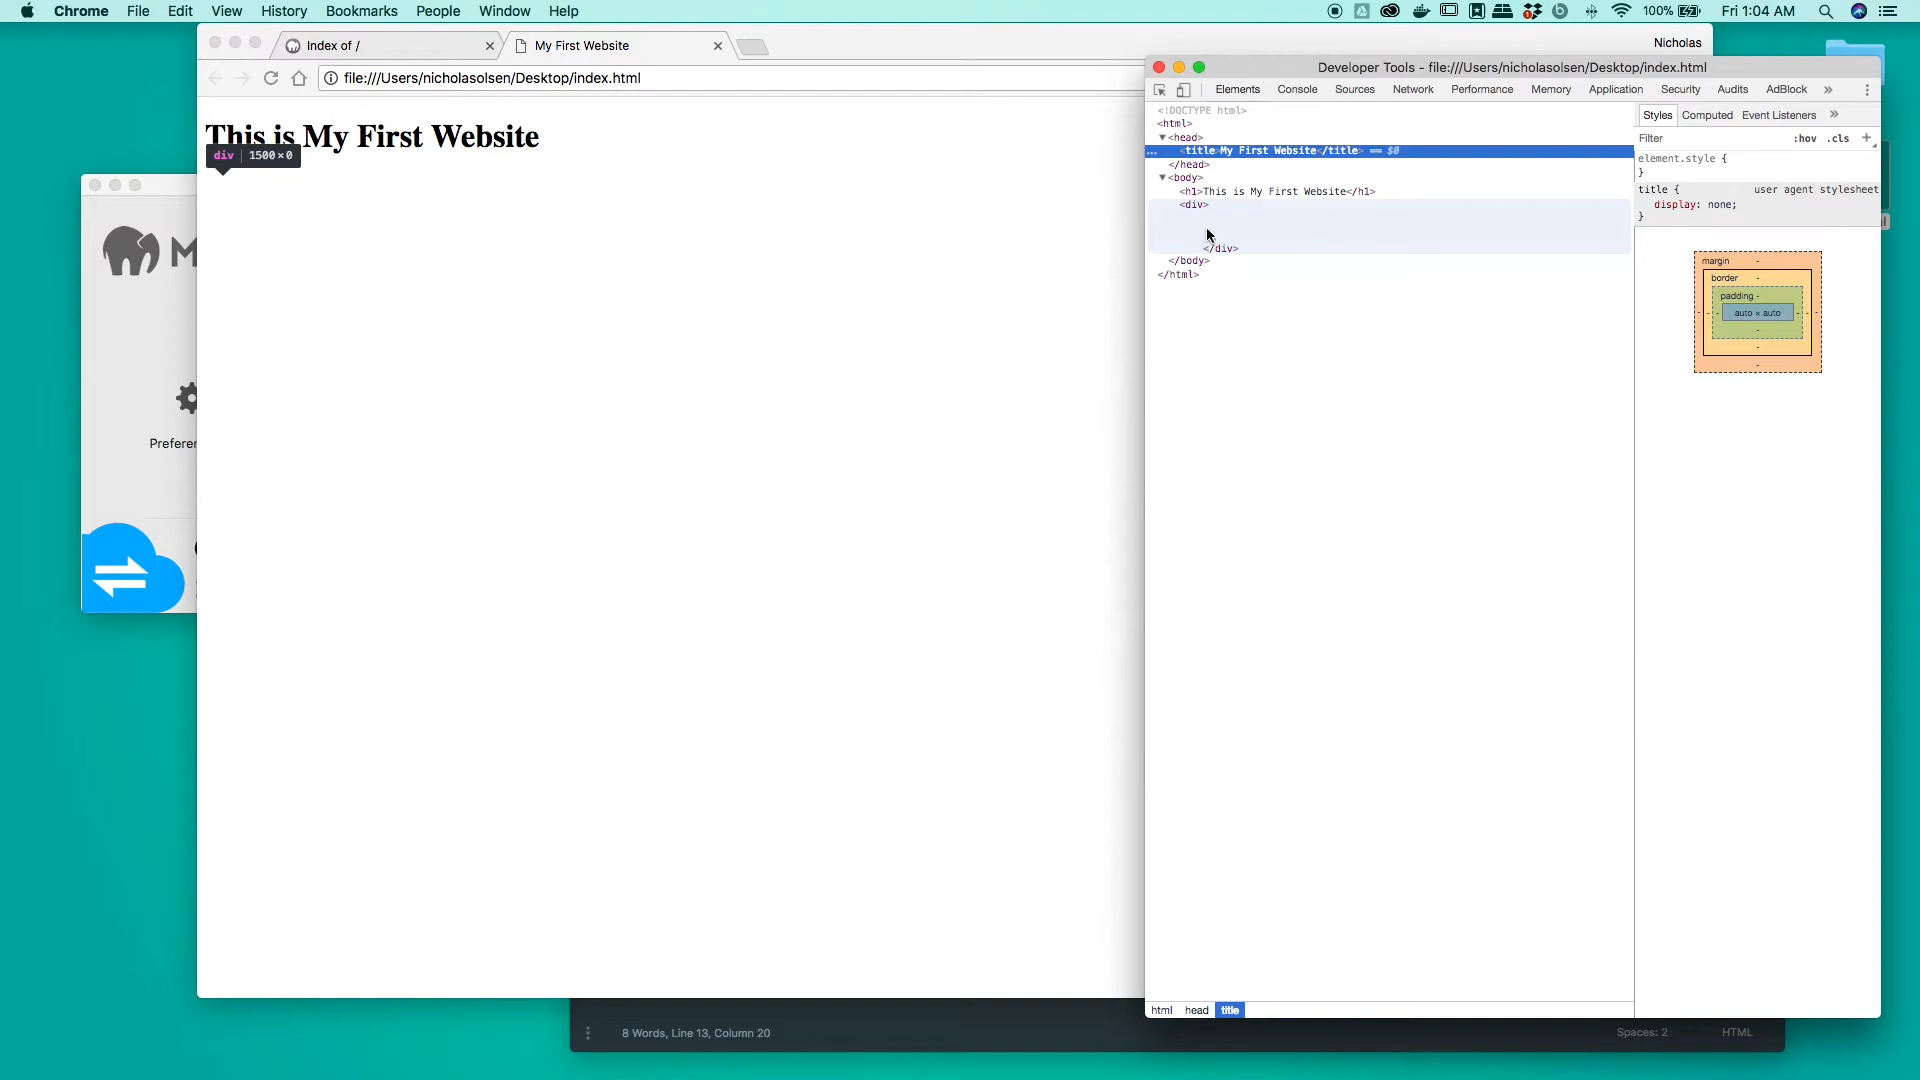 Chrome File Edit View History Bookmarks People Window Help 100% Fri 1:04 AM
Index of / My First Website Nicholas
file:///Users/nicholasolsen/Desktop/index.html
This is My First Website
div 1500×0
M
Prefere
Developer Tools - file:///Users/nicholasolsen/Desktop/index.html
Elements Console Sources Network Performance Memory Application Security Audits AdBlock »
<!DOCTYPE html>
<html>
▼<head>
... <title>My First Website</title> == $0
</head>
▼<body>
<h1>This is My First Website</h1>
<div>
</div>
</body>
</html>
html head title
Styles Computed Event Listeners »
Filter :hov .cls +
element.style {
}
title { user agent stylesheet
display: none;
}
margin -
border -
padding -
- - - auto × auto - - -
-
-
-
8 Words, Line 13, Column 20 Spaces: 2 HTML